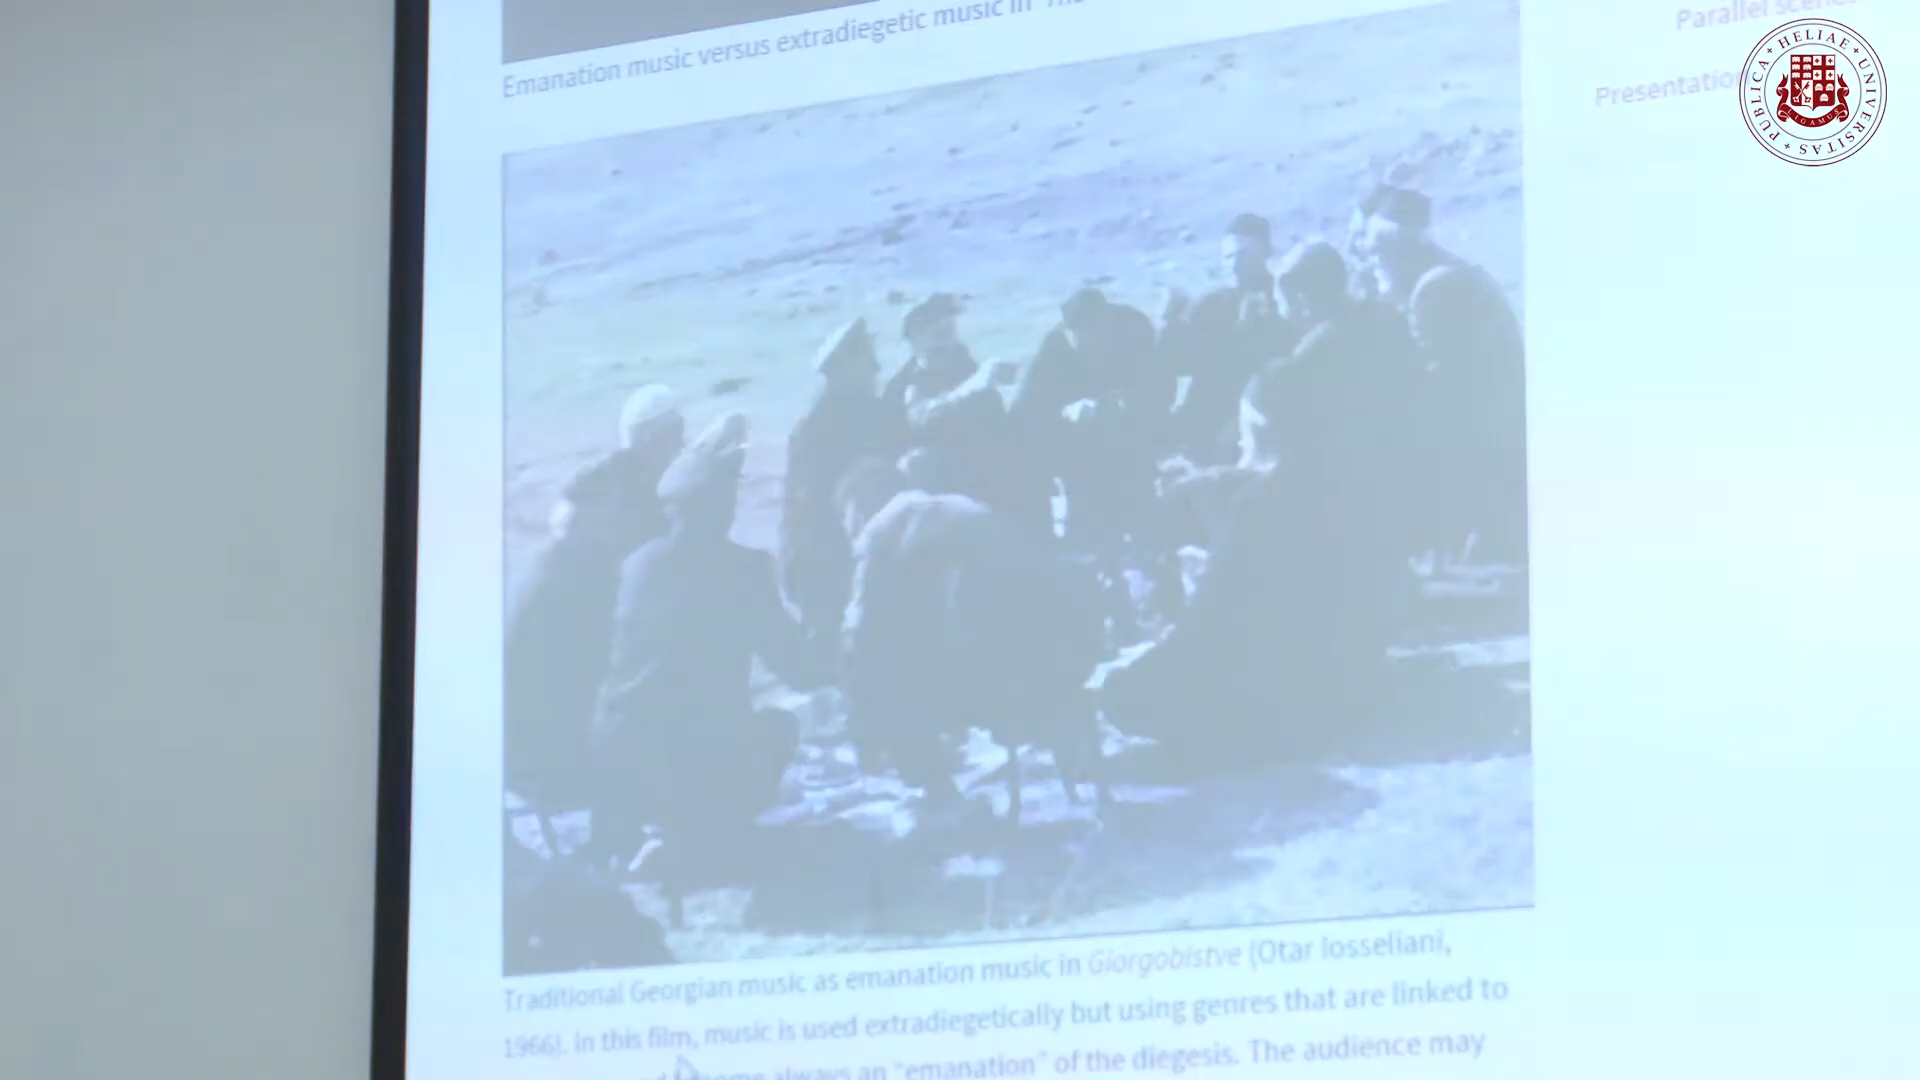 Emanation music versus extradiegetic music in
Parallel
Presentation
PUBLICA HELIAE UNIVERSITAS
Traditional Georgian music as emanation music in Giorgobistve (Otar Iosseliani,
1966). In this film, music is used extradiegetically but using genres that are linked to
always an "emanation" of the diegesis. The audience may